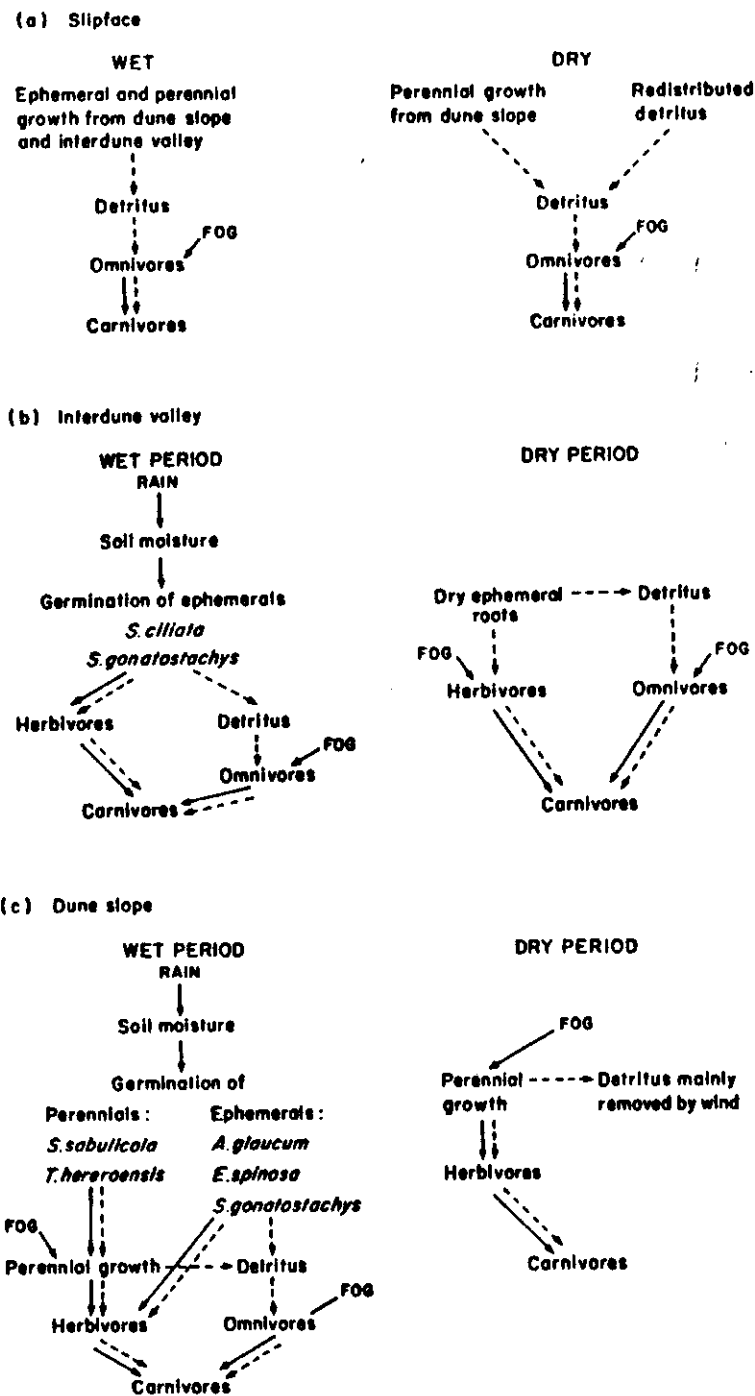 (a) Slipface
WET
Ephemeral and perennial
growth from dune slope
and interdune valley
Detritus
FOG
Omnivores
Carnivores
DRY
Perennial growth
from dune slope
Redistributed
detritus
Detritus
FOG
Omnivores
Carnivores
(b) Interdune valley
WET PERIOD
RAIN
Soil moisture
Germination of ephemerals
S. ciliata
S. gonatostachys
Herbivores
Detritus
FOG
Omnivores
Carnivores
DRY PERIOD
Dry ephemeral
roots
Detritus
FOG
FOG
Herbivores
Omnivores
Carnivores
(c) Dune slope
WET PERIOD
RAIN
Soil moisture
Germination of
Perennials :
S. sabulicola
T. hereroensis
Ephemerals :
A. glaucum
E. spinosa
S. gonatostachys
FOG
Perennial growth
Detritus
FOG
Herbivores
Omnivores
Carnivores
DRY PERIOD
FOG
Perennial
growth
Detritus mainly
removed by wind
Herbivores
Carnivores